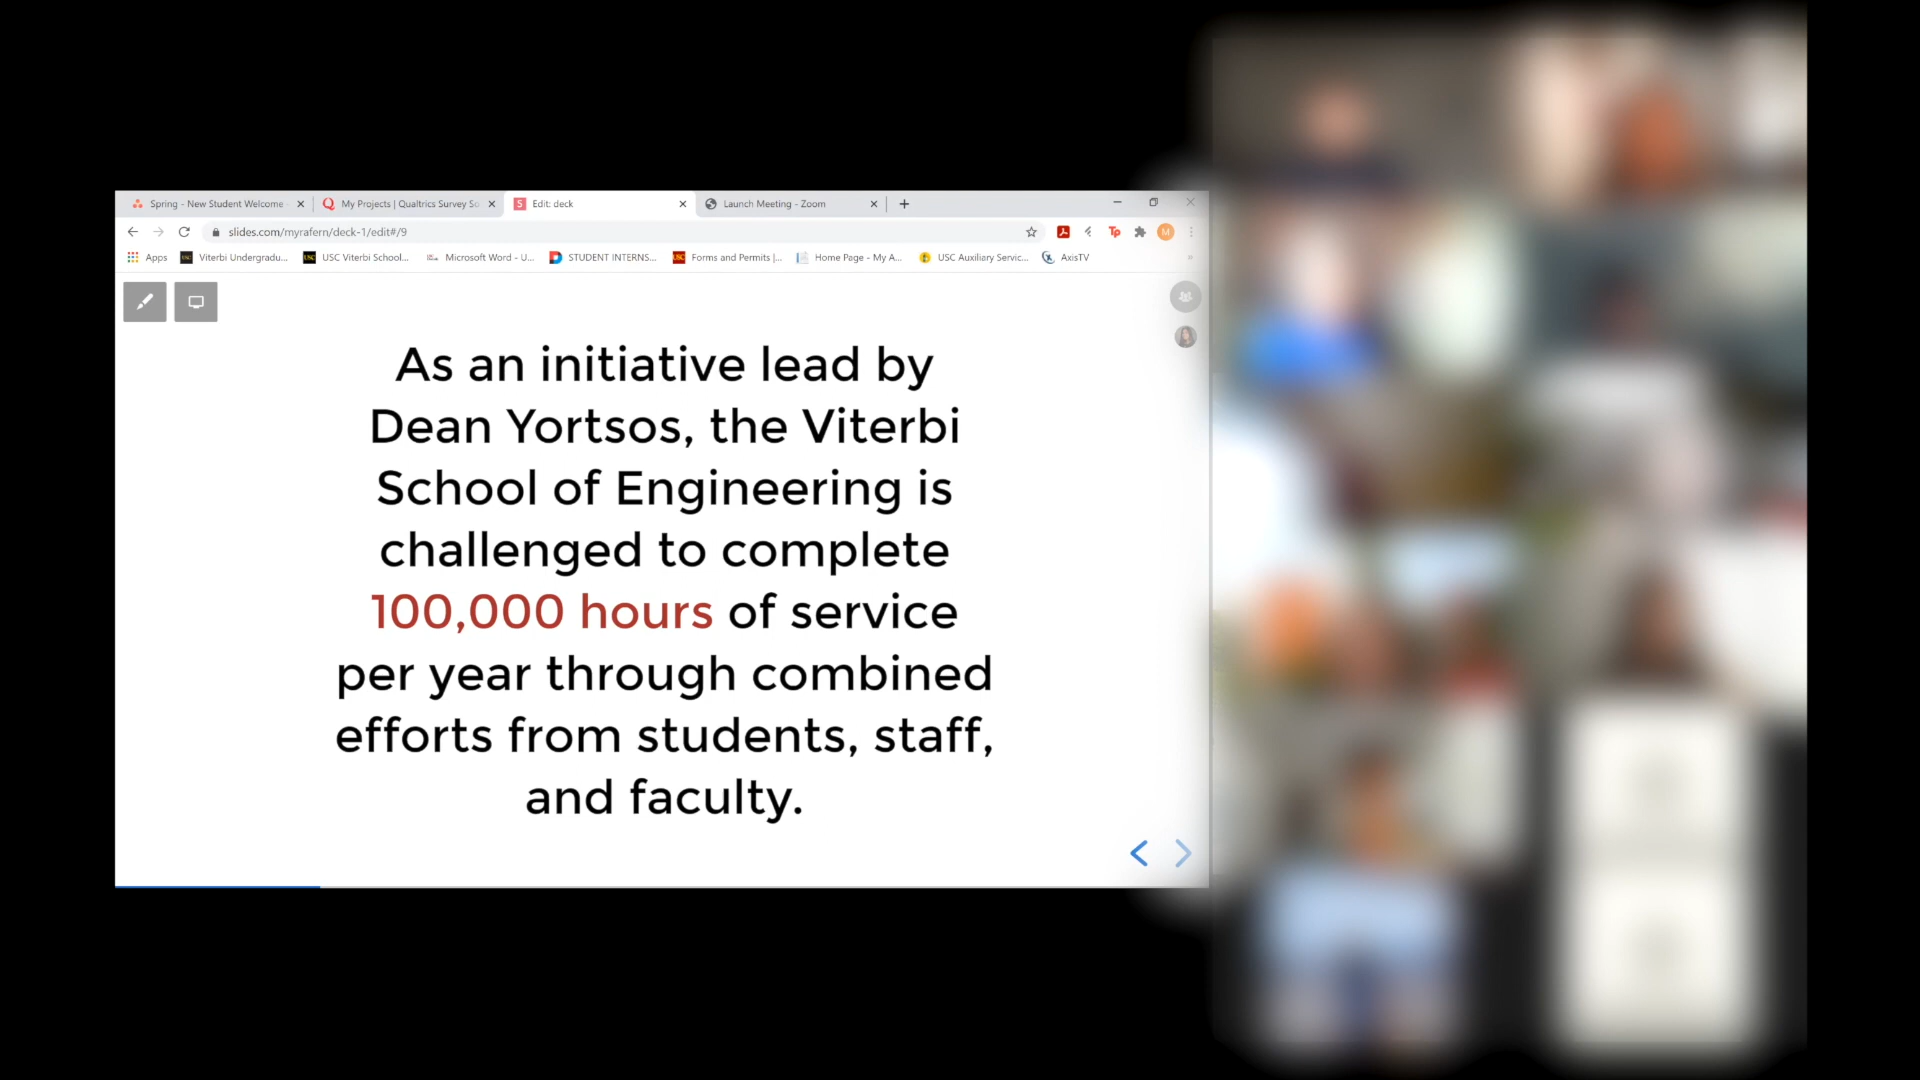 Spring - New Student Welcome
My Projects | Qualtrics Survey So
Edit: deck
Launch Meeting - Zoom
slides.com/myrafern/deck-1/edit#/9
Tp
M
Apps
Viterbi Undergradu...
USC Viterbi School...
Microsoft Word - U...
STUDENT INTERNS...
Forms and Permits |...
Home Page - My A...
USC Auxiliary Servic...
AxisTV
As an initiative lead by
Dean Yortsos, the Viterbi
School of Engineering is
challenged to complete
100,000 hours of service
per year through combined
efforts from students, staff,
and faculty.